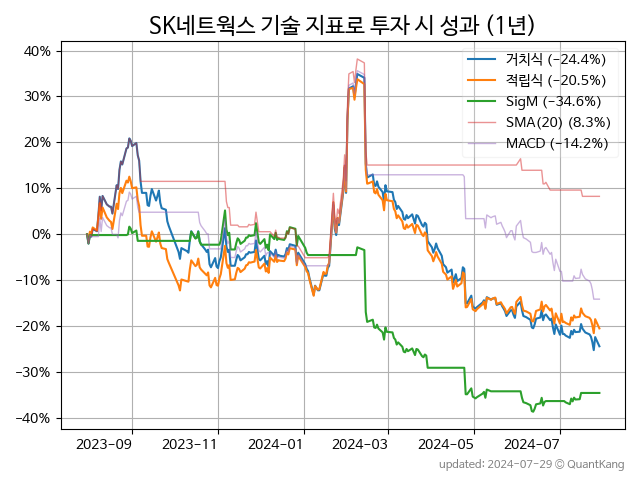 SK네트웍스 기술 지표로 투자 시 성과 (1년)
40%
30%
20%
10%
0%
−10%
−20%
−30%
−40%
거치식 (−24.4%)
적립식 (−20.5%)
SigM (−34.6%)
SMA(20) (8.3%)
MACD (−14.2%)
2023-09 2023-11 2024-01 2024-03 2024-05 2024-07
updated: 2024-07-29 ⓒ QuantKang